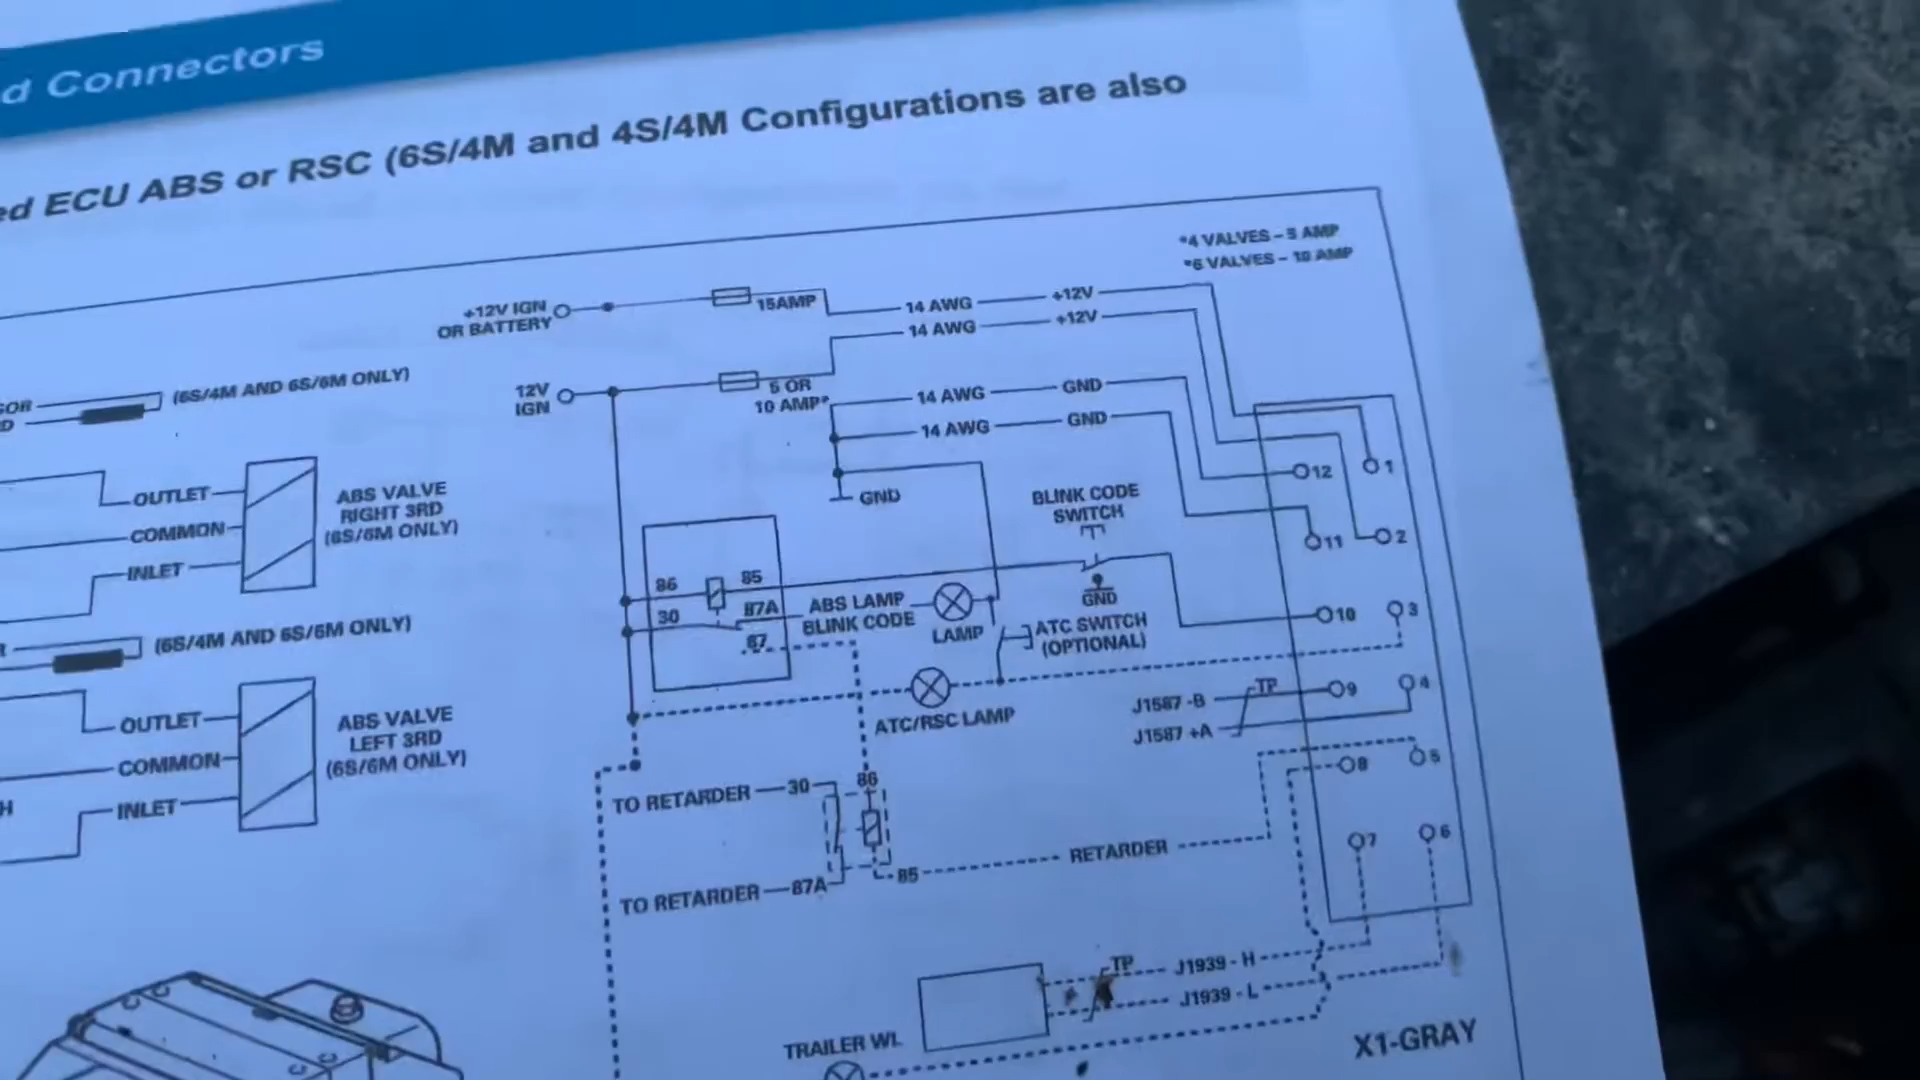 d Connectors
ed ECU ABS or RSC (6S/4M and 4S/4M Configurations are also
*4 VALVES – 5 AMP
*6 VALVES – 10 AMP
+12V IGN
OR BATTERY
15AMP
14 AWG
+12V
14 AWG
+12V
12V
IGN
5 OR
10 AMP*
14 AWG
GND
14 AWG
GND
GND
(6S/4M AND 6S/6M ONLY)
SOR
D
OUTLET
COMMON
INLET
ABS VALVE
RIGHT 3RD
(6S/6M ONLY)
BLINK CODE
SWITCH
GND
12
1
11
2
10
3
9
4
8
5
7
6
86
85
30
87A
87
ABS LAMP
BLINK CODE
LAMP
ATC SWITCH
(OPTIONAL)
ATC/RSC LAMP
J1587 -B
TP
J1587 +A
(6S/4M AND 6S/6M ONLY)
OUTLET
COMMON
INLET
H
ABS VALVE
LEFT 3RD
(6S/6M ONLY)
TO RETARDER
30
86
TO RETARDER
87A
85
RETARDER
TP
J1939 - H
J1939 - L
TRAILER WL
X1-GRAY